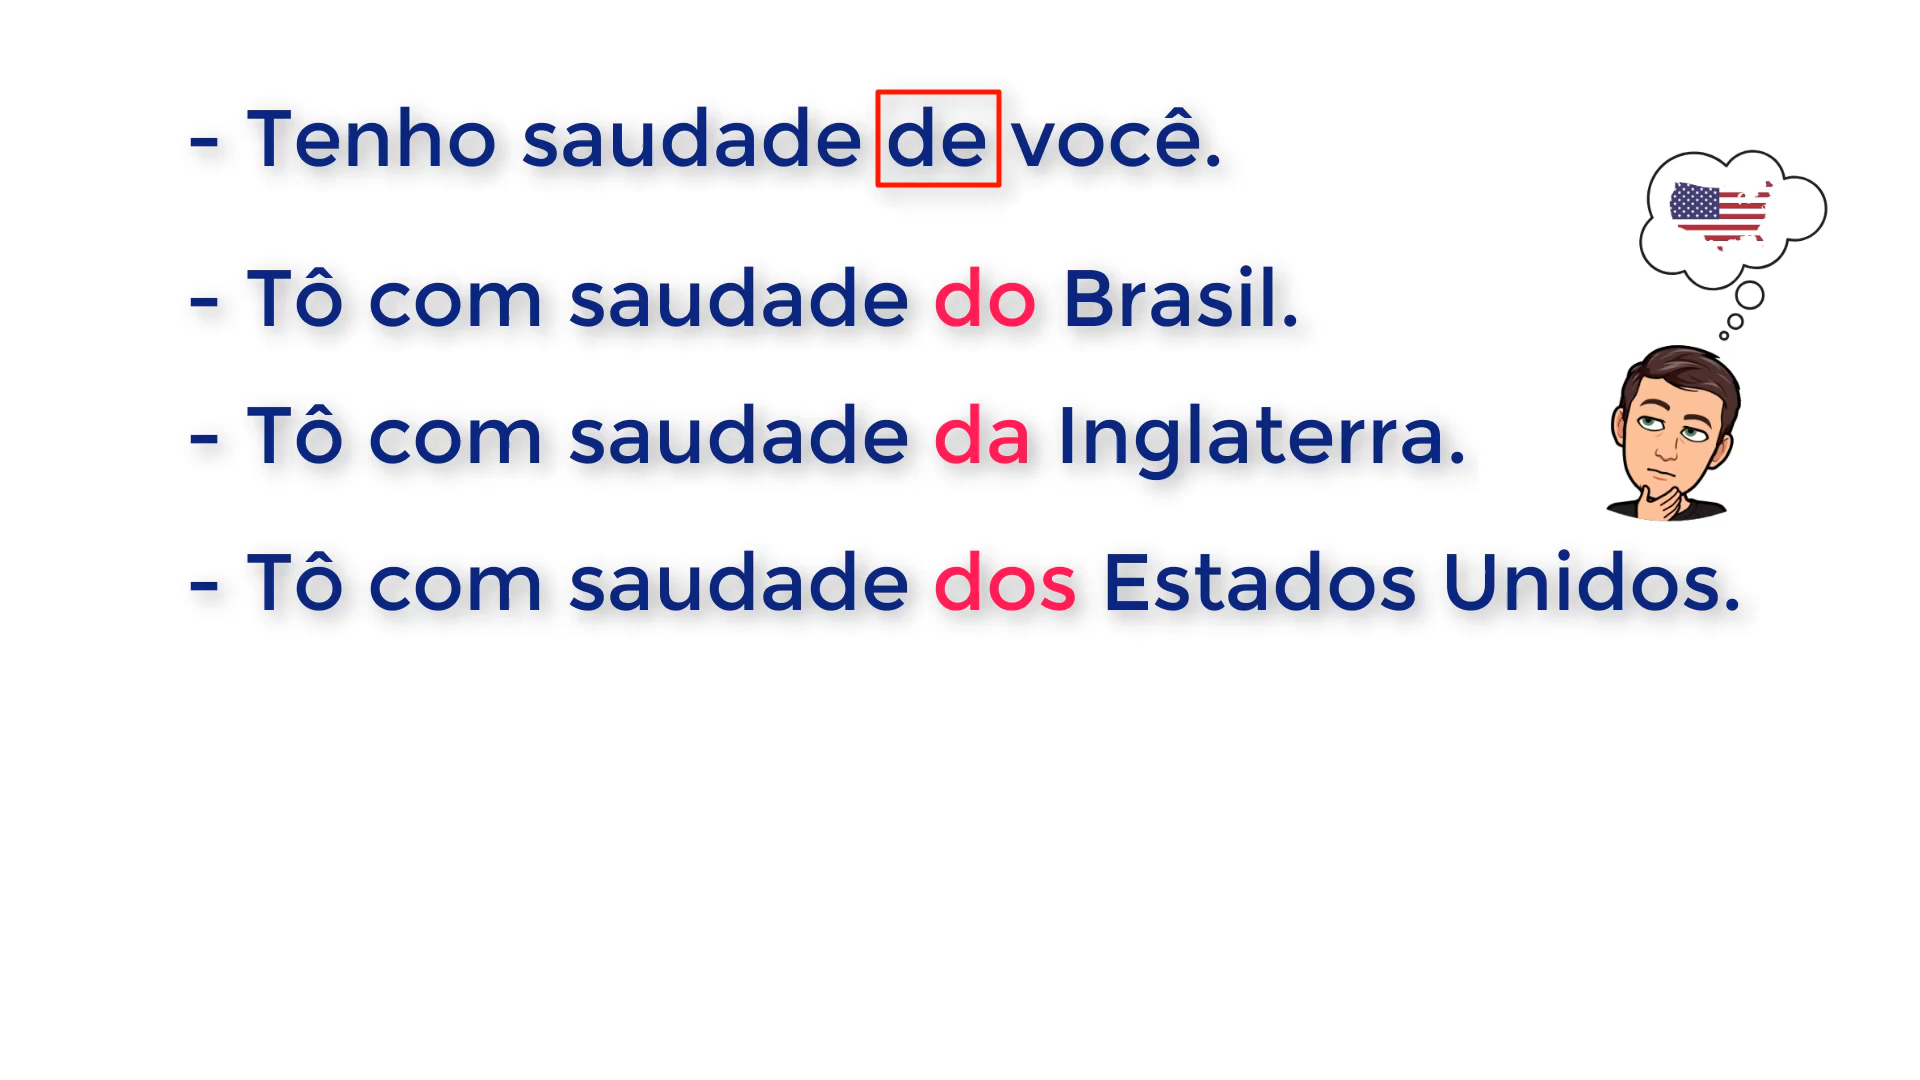 - Tenho saudade de você.
- Tô com saudade do Brasil.
- Tô com saudade da Inglaterra.
- Tô com saudade dos Estados Unidos.